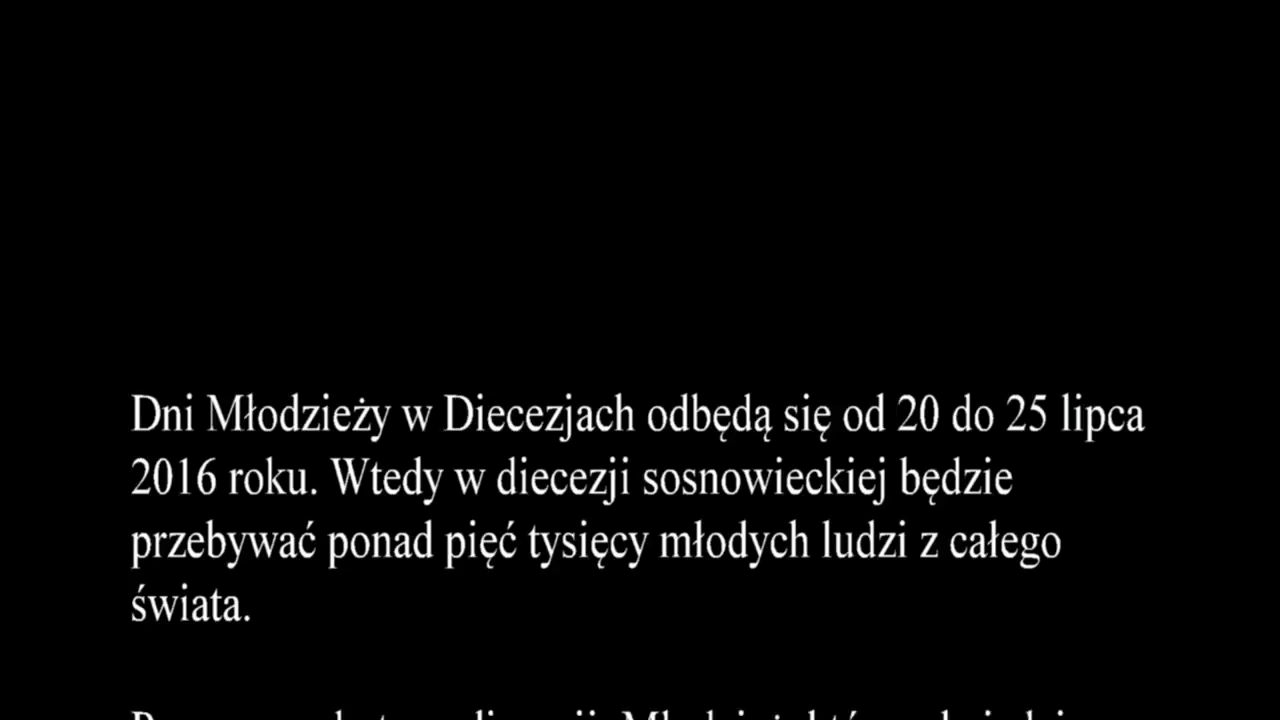 Dni Młodzieży w Diecezjach odbędą się od 20 do 25 lipca
2016 roku. Wtedy w diecezji sosnowieckiej będzie
przebywać ponad pięć tysięcy młodych ludzi z całego
świata.